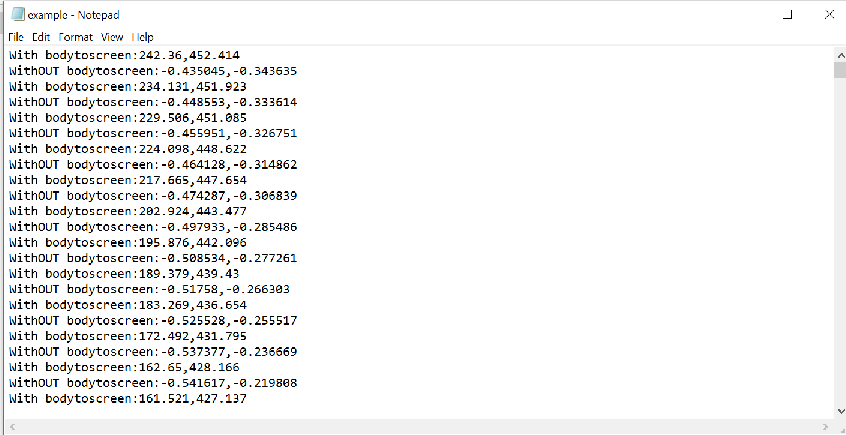 example - Notepad
File Edit Format View Help
With bodytoscreen:242.36,452.414
WithOUT bodytoscreen:-0.435045,-0.343635
With bodytoscreen:234.131,451.923
WithOUT bodytoscreen:-0.448553,-0.333614
With bodytoscreen:229.506,451.085
WithOUT bodytoscreen:-0.455951,-0.326751
With bodytoscreen:224.098,448.622
WithOUT bodytoscreen:-0.464128,-0.314862
With bodytoscreen:217.665,447.654
WithOUT bodytoscreen:-0.474287,-0.306839
With bodytoscreen:202.924,443.477
WithOUT bodytoscreen:-0.497933,-0.285486
With bodytoscreen:195.876,442.096
WithOUT bodytoscreen:-0.508534,-0.277261
With bodytoscreen:189.379,439.43
WithOUT bodytoscreen:-0.51758,-0.266303
With bodytoscreen:183.269,436.654
WithOUT bodytoscreen:-0.525528,-0.255517
With bodytoscreen:172.492,431.795
WithOUT bodytoscreen:-0.537377,-0.236669
With bodytoscreen:162.65,428.166
WithOUT bodytoscreen:-0.541617,-0.219808
With bodytoscreen:161.521,427.137